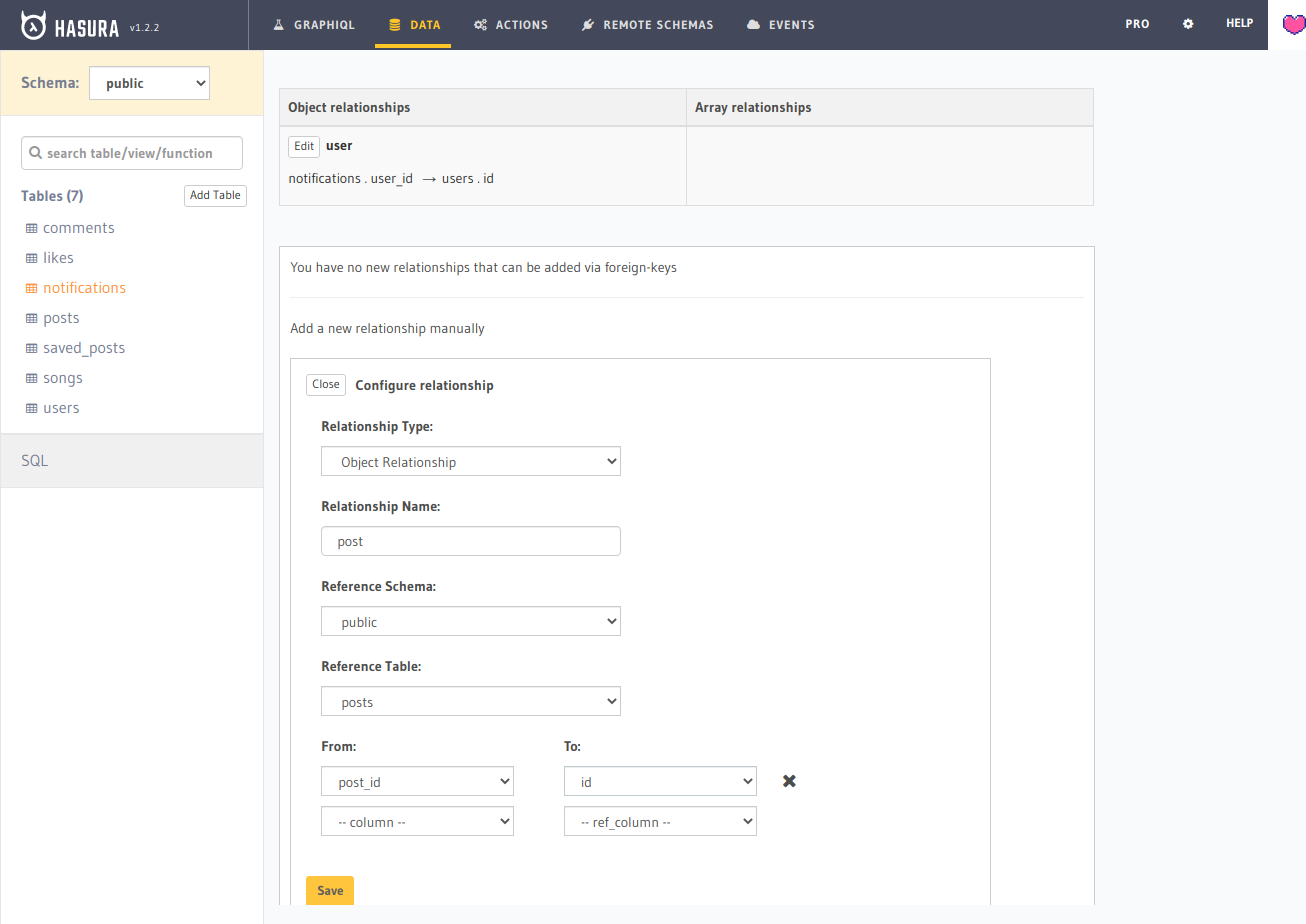 HASURA v1.2.2 GRAPHIQL DATA ACTIONS REMOTE SCHEMAS EVENTS PRO HELP
Schema: public
search table/view/function
Tables (7) Add Table
comments
likes
notifications
posts
saved_posts
songs
users
SQL
Object relationships Array relationships
Edit user
notifications . user_id → users . id
You have no new relationships that can be added via foreign-keys
Add a new relationship manually
Close Configure relationship
Relationship Type:
Object Relationship
Relationship Name:
post
Reference Schema:
public
Reference Table:
posts
From: To:
post_id id
-- column -- -- ref_column --
Save